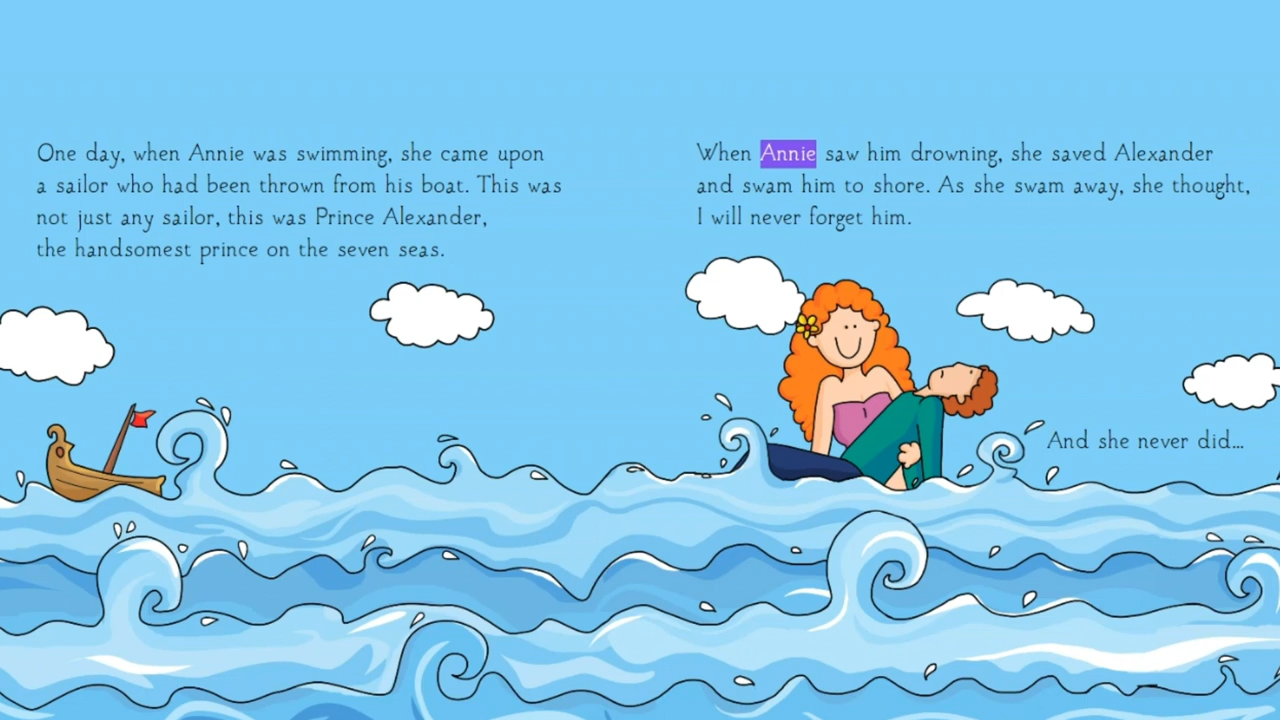 One day, when Annie was swimming, she came upon
a sailor who had been thrown from his boat. This was
not just any sailor, this was Prince Alexander,
the handsomest prince on the seven seas.
When Annie saw him drowning, she saved Alexander
and swam him to shore. As she swam away, she thought,
I will never forget him.
And she never did...